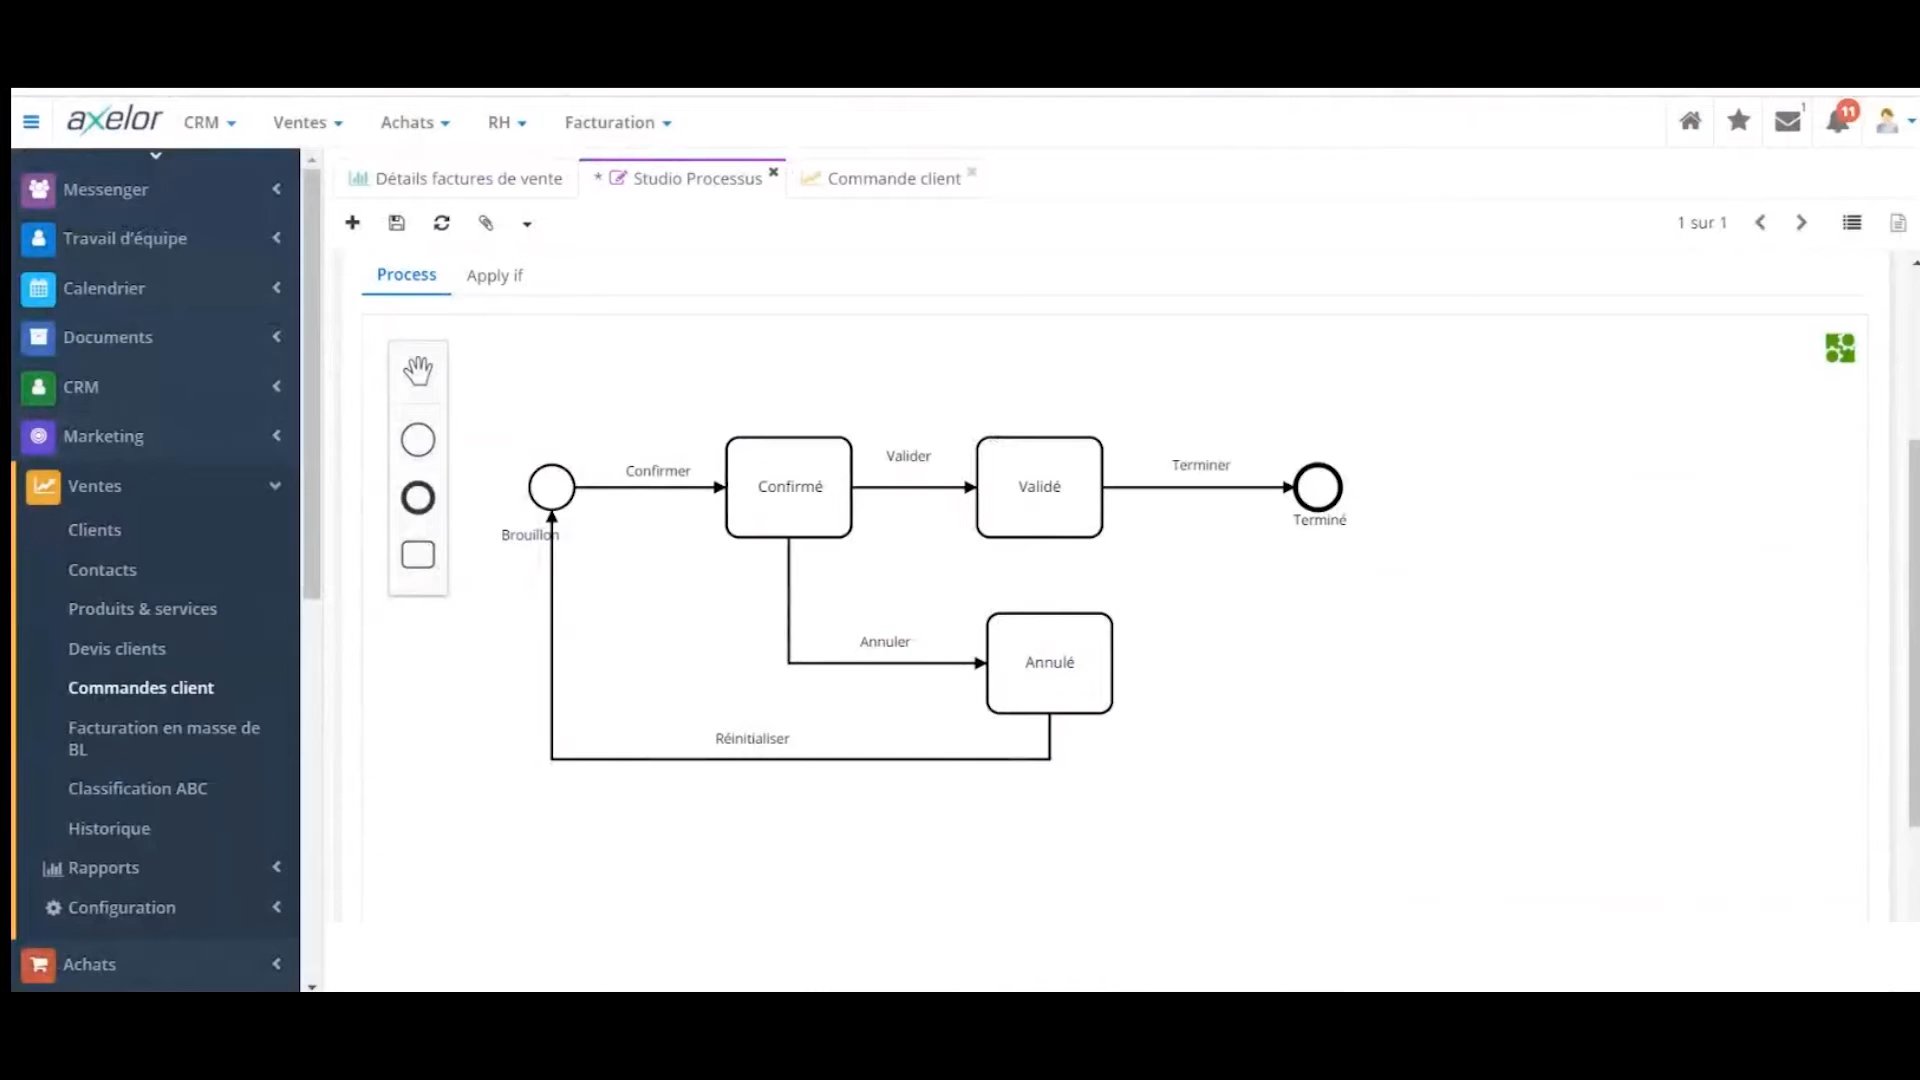 axelor CRM Ventes Achats RH Facturation 1 11
Messenger
Travail d'équipe
Calendrier
Documents
CRM
Marketing
Ventes
Clients
Contacts
Produits & services
Devis clients
Commandes client
Facturation en masse de
BL
Classification ABC
Historique
Rapports
Configuration
Achats
Détails factures de vente * Studio Processus Commande client
1 sur 1
Process Apply if
Confirmer
Valider
Terminer
Confirmé
Validé
Terminé
Brouillon
Annuler
Annulé
Réinitialiser